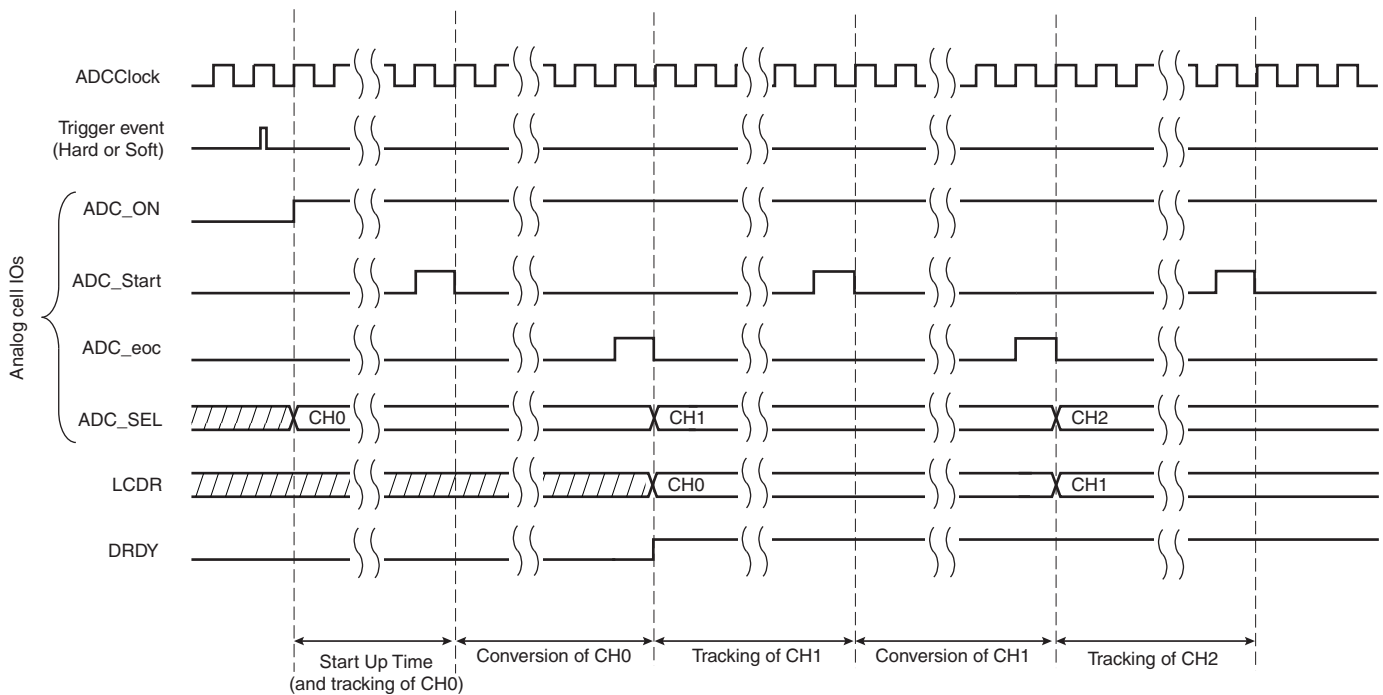 ADCClock
Trigger event
(Hard or Soft)
Analog cell IOs
ADC_ON
ADC_Start
ADC_eoc
ADC_SEL
CH0
CH1
CH2
LCDR
CH0
CH1
DRDY
Start Up Time
(and tracking of CH0)
Conversion of CH0
Tracking of CH1
Conversion of CH1
Tracking of CH2